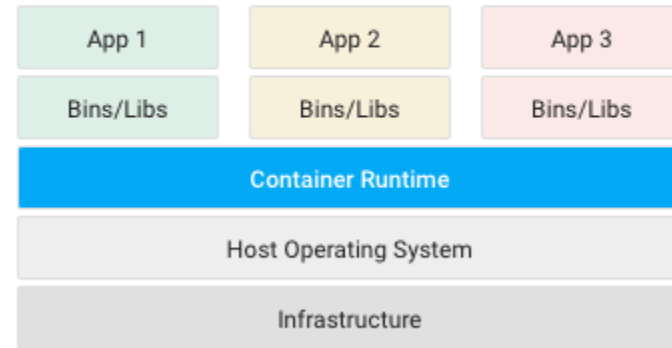 App 1 App 2 App 3
Bins/Libs Bins/Libs Bins/Libs
Container Runtime
Host Operating System
Infrastructure